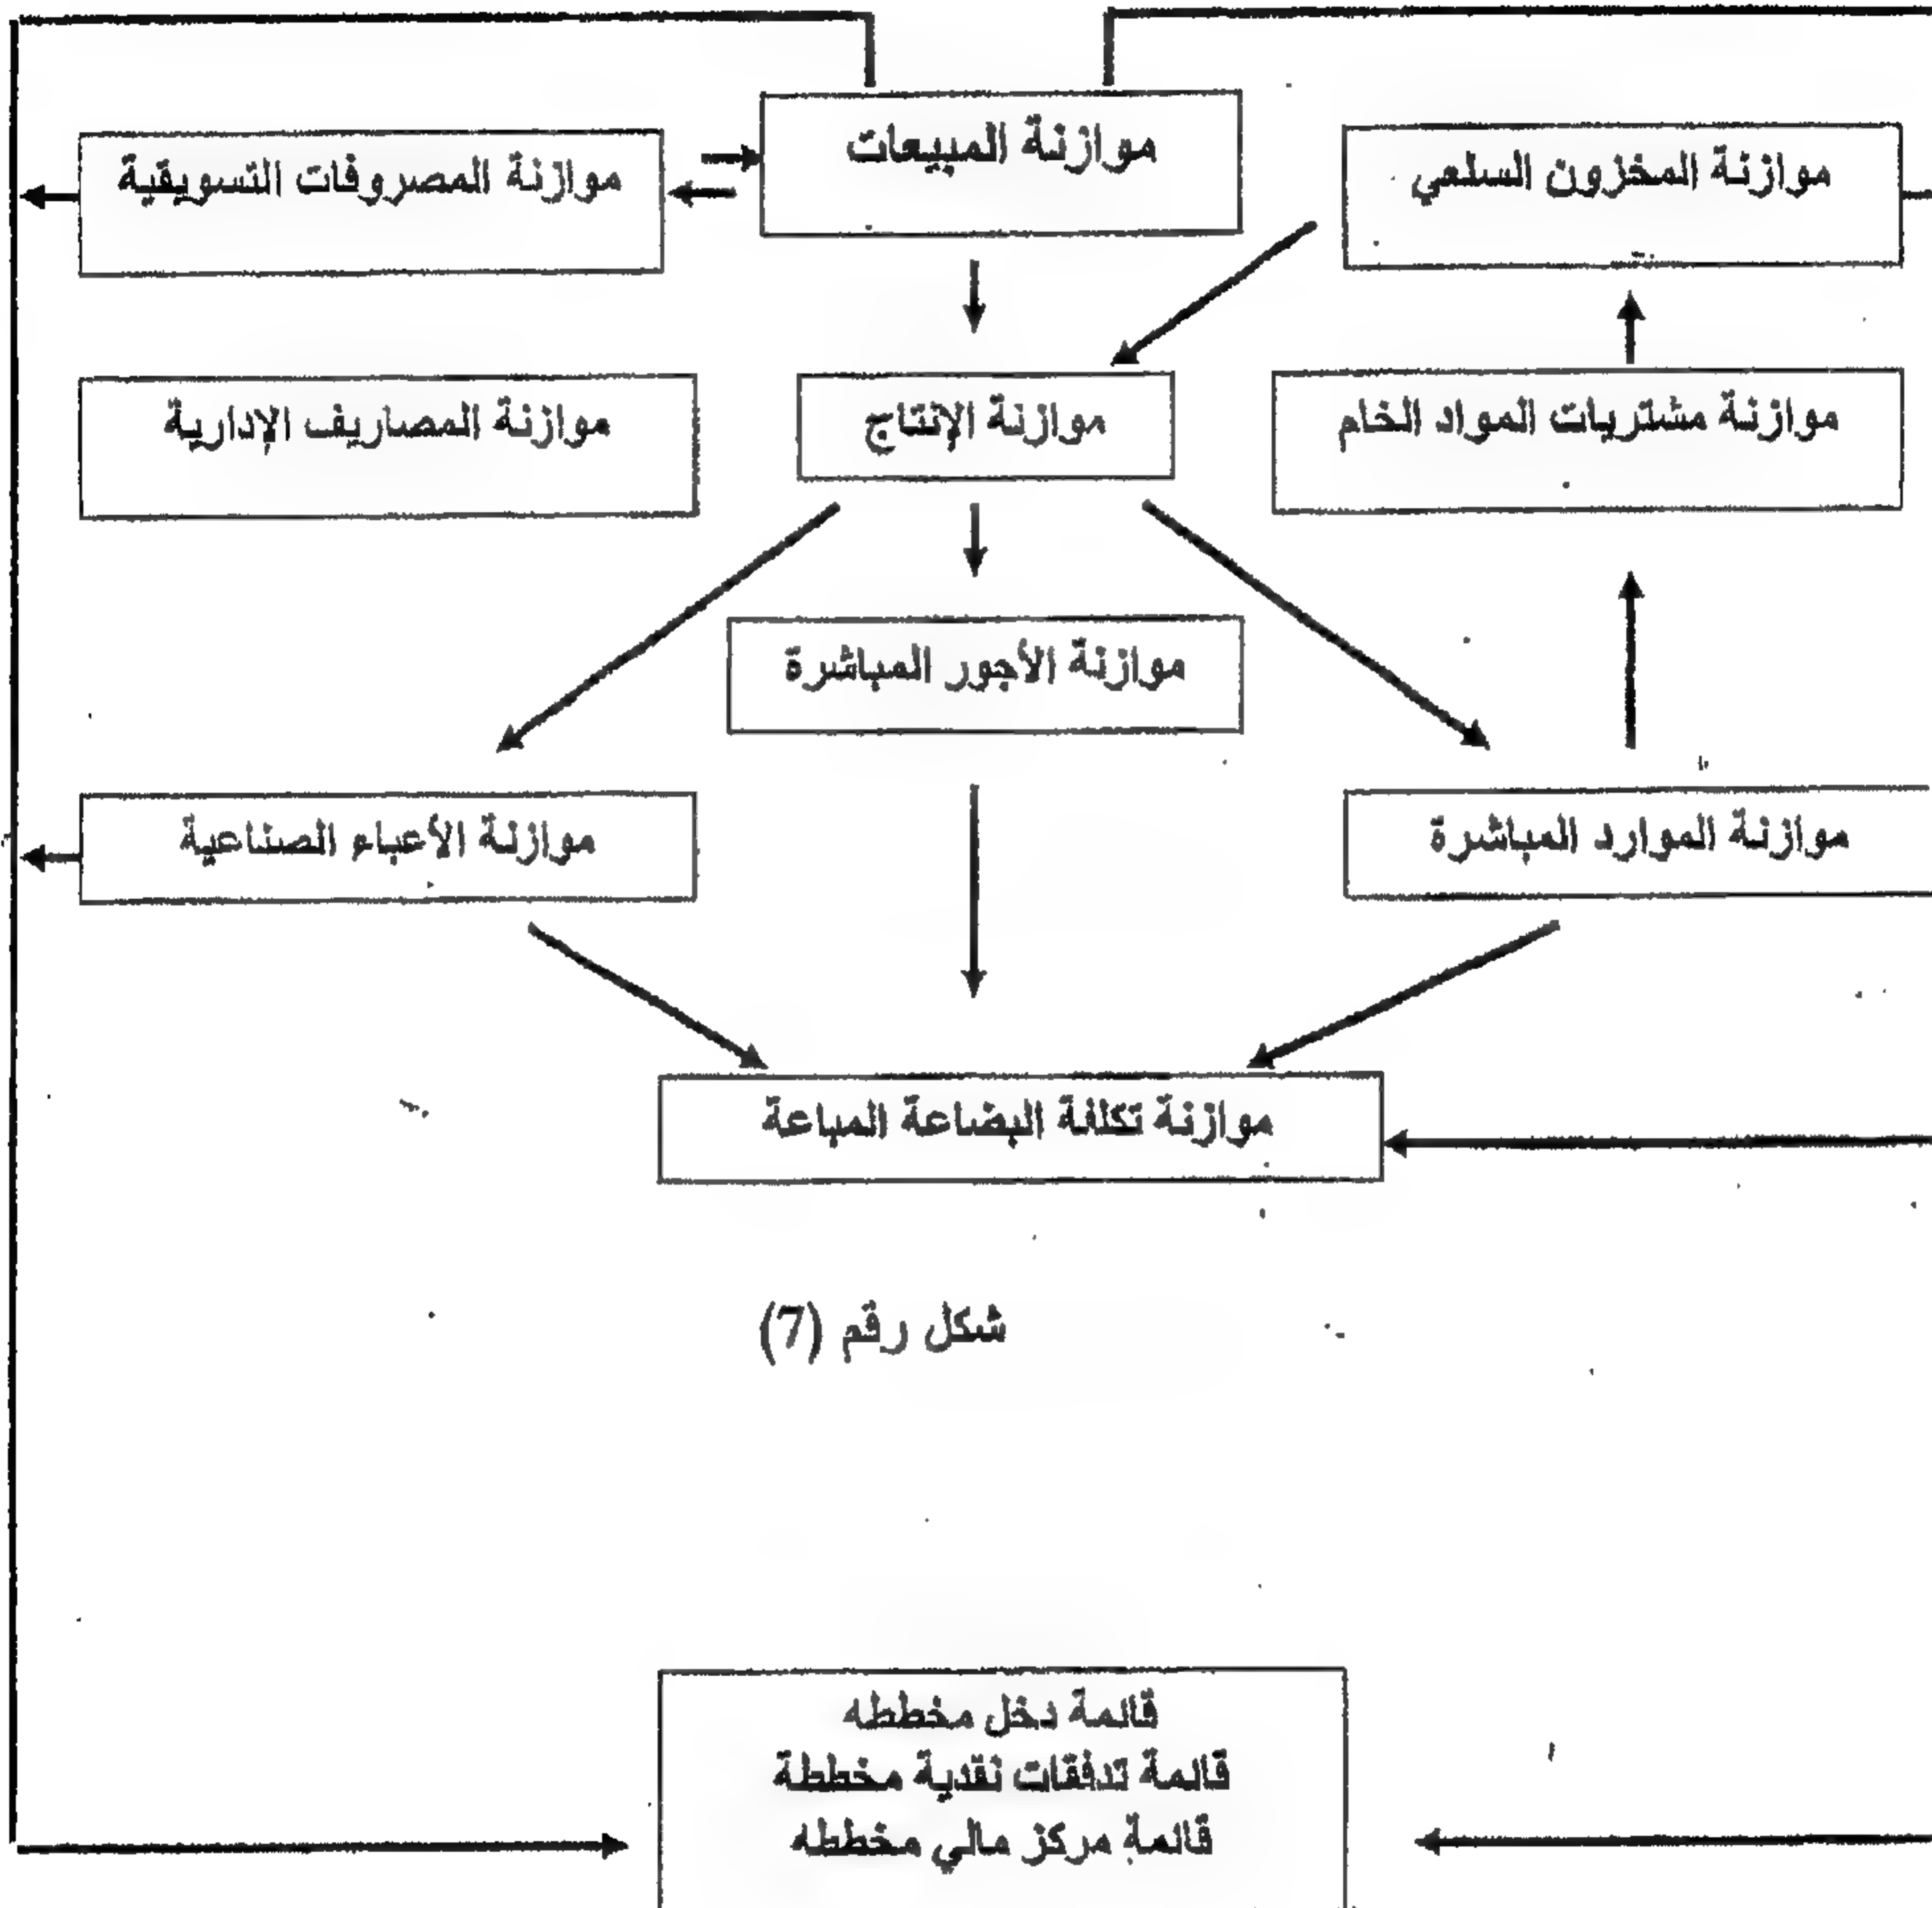 موازنة المبيعات
موازنة المخزون السلعي
موازنة المصروفات التسويقية
موازنة مشتريات المواد الخام
موازنة الإنتاج
موازنة المصاريف الإدارية
موازنة الأجور المباشرة
موازنة الموارد المباشرة
موازنة الأعباء الصناعية
موازنة تكلفة البضاعة المباعة
شكل رقم (7)
قائمة دخل مخططه
قائمة تدفقات نقدية مخططة
قائمة مركز مالي مخططه